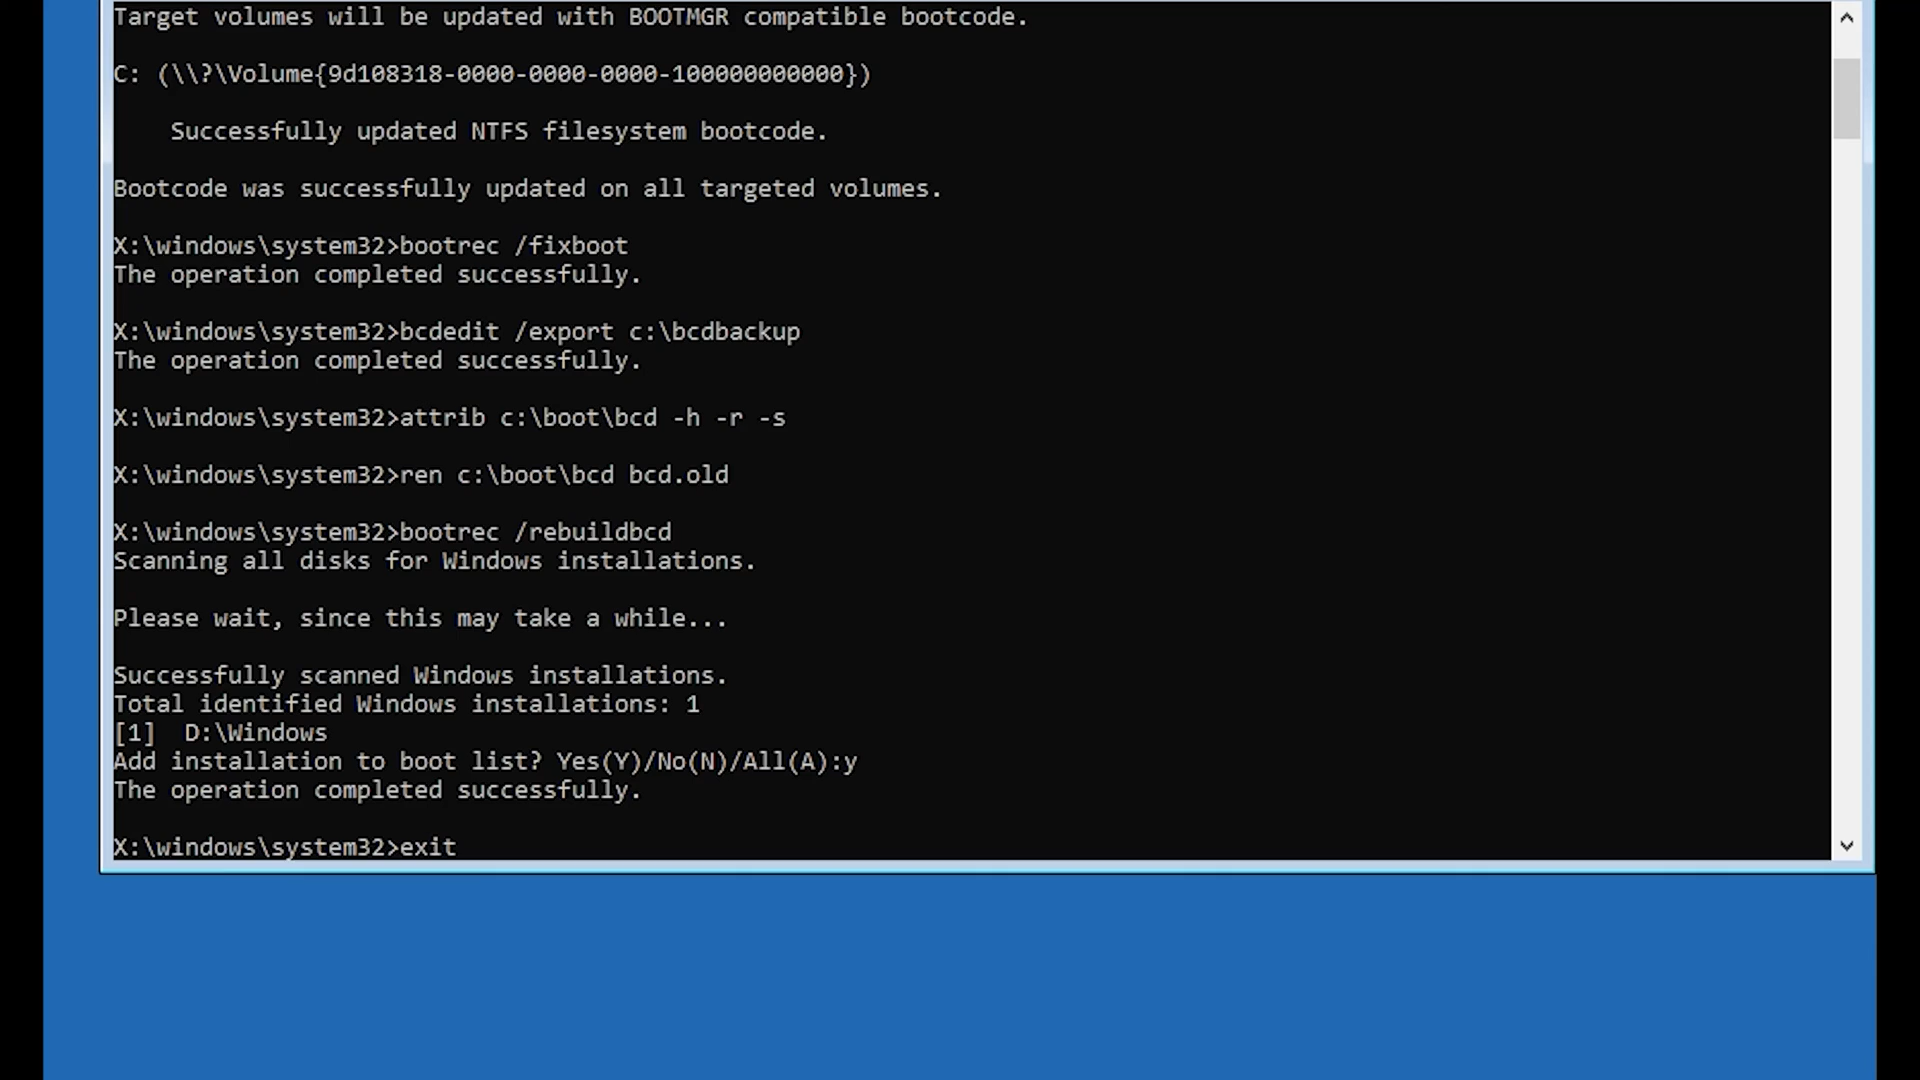 Target volumes will be updated with BOOTMGR compatible bootcode.
C: (\\?\Volume{9d108318-0000-0000-0000-100000000000})
Successfully updated NTFS filesystem bootcode.
Bootcode was successfully updated on all targeted volumes.
X:\windows\system32>bootrec /fixboot
The operation completed successfully.
X:\windows\system32>bcdedit /export c:\bcdbackup
The operation completed successfully.
X:\windows\system32>attrib c:\boot\bcd -h -r -s
X:\windows\system32>ren c:\boot\bcd bcd.old
X:\windows\system32>bootrec /rebuildbcd
Scanning all disks for Windows installations.
Please wait, since this may take a while...
Successfully scanned Windows installations.
Total identified Windows installations: 1
[1]  D:\Windows
Add installation to boot list? Yes(Y)/No(N)/All(A):y
The operation completed successfully.
X:\windows\system32>exit